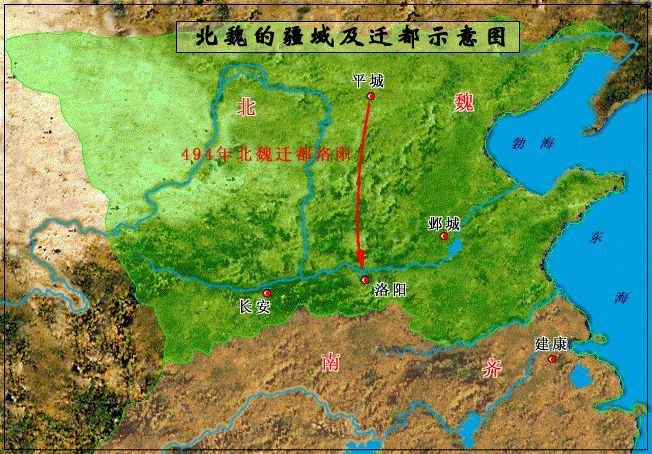 北魏的疆域及迁都示意图
平城
北 魏
494年北魏迁都洛阳
勃 海
邺城
东
海
洛阳
长安
建康
南 齐